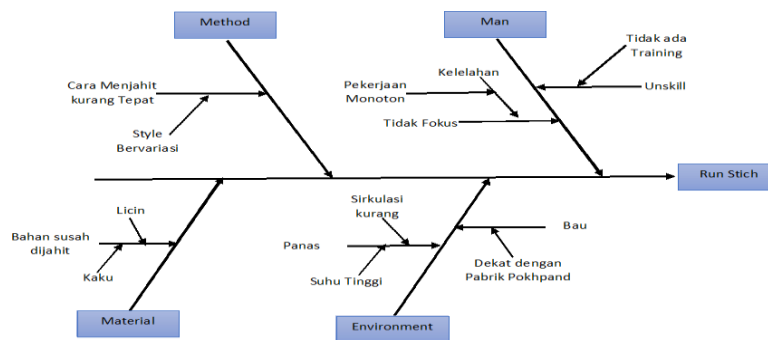 Method
Man
Tidak ada
Training
Kelelahan
Cara Menjahit
kurang Tepat
Pekerjaan
Monoton
Unskill
Style
Bervariasi
Tidak Fokus
Run Stich
Licin
Sirkulasi
kurang
Bahan susah
dijahit
Panas
Bau
Kaku
Suhu Tinggi
Dekat dengan
Pabrik Pokhpand
Material
Environment